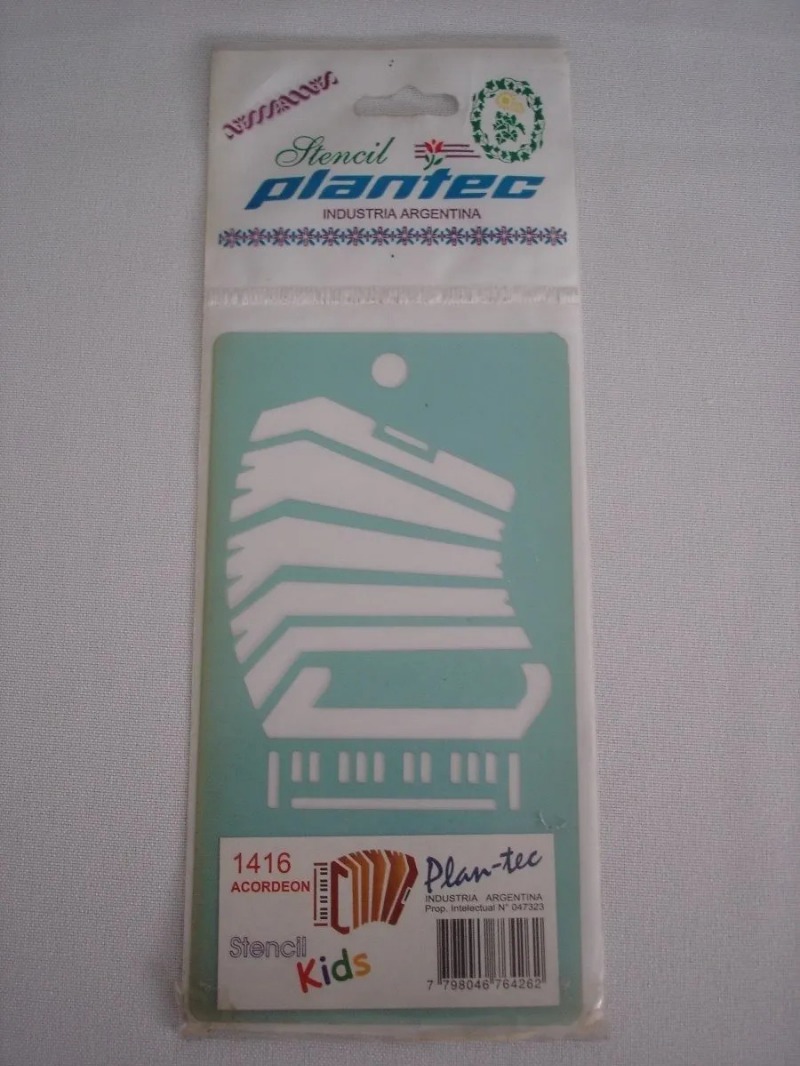 Stencil
plantec
INDUSTRIA ARGENTINA
1416
ACORDEON
Plan-tec
INDUSTRIA ARGENTINA
Prop. Intelectual N° 047323
Stencil
Kids
7 798046 764262